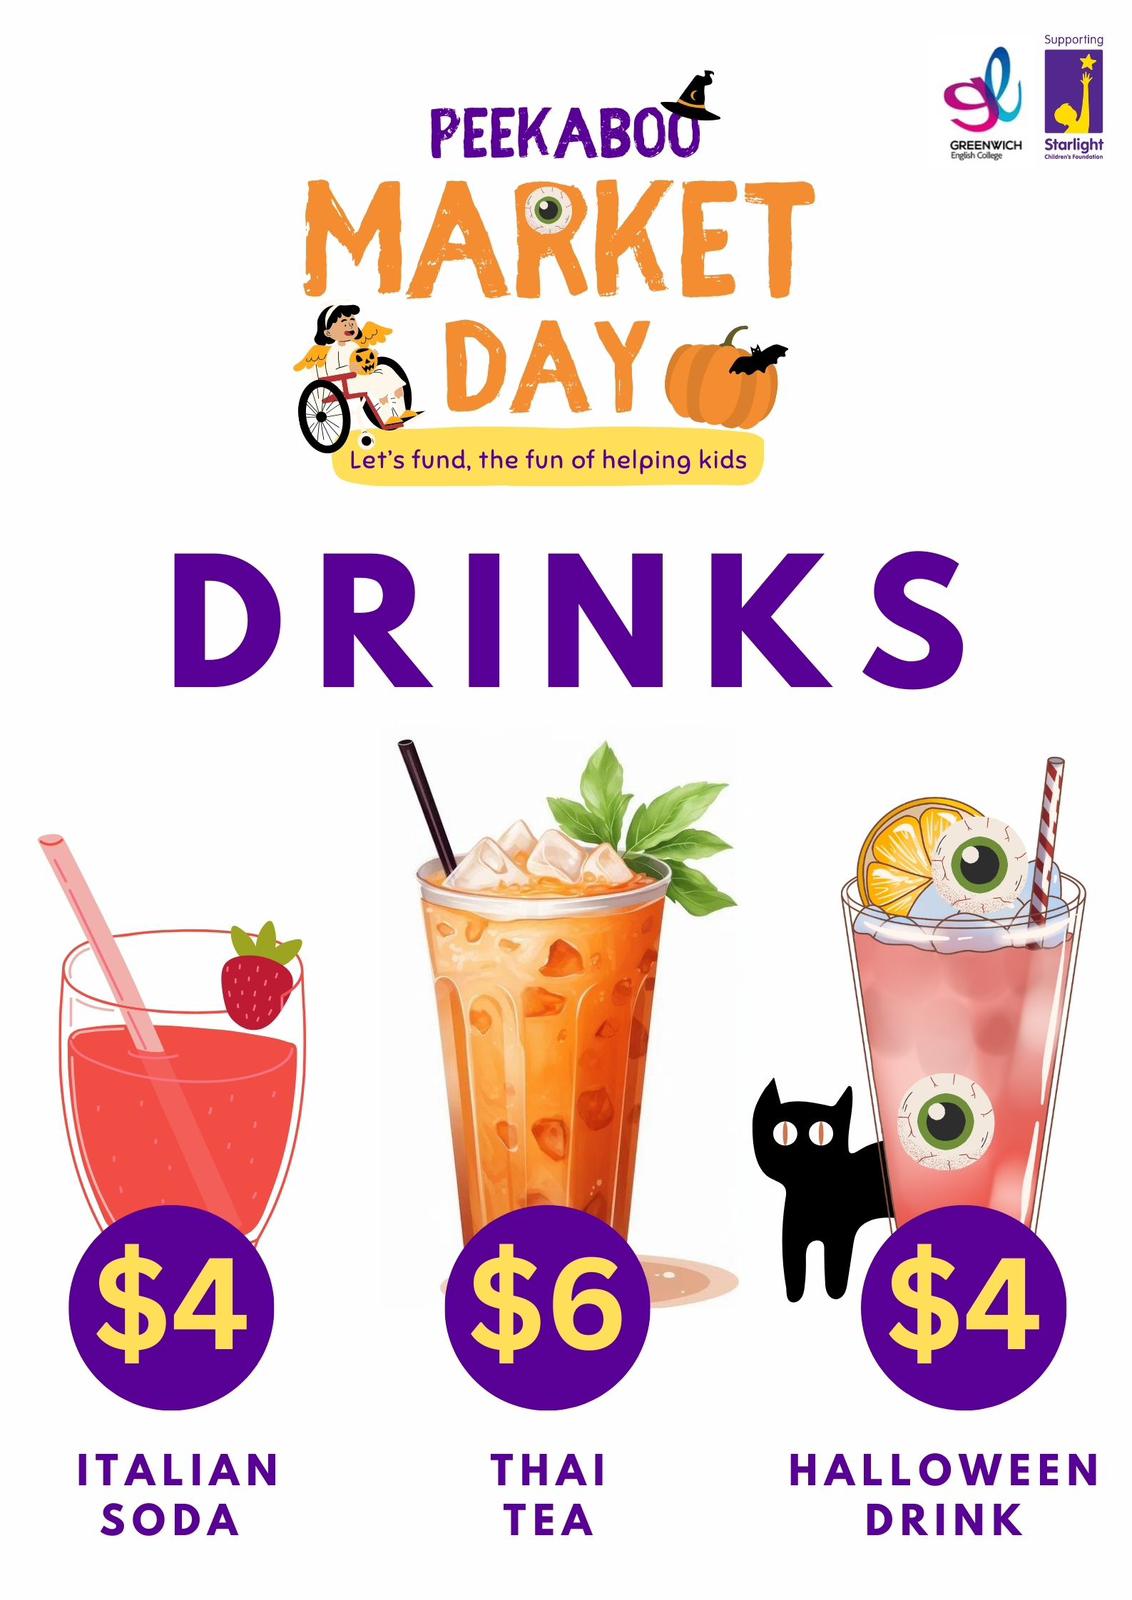 Supporting
GREENWICH
English College
Starlight
Children's Foundation
PEEKABOO
MARKET
DAY
Let's fund, the fun of helping kids
DRINKS
$4
$6
$4
ITALIAN
SODA
THAI
TEA
HALLOWEEN
DRINK